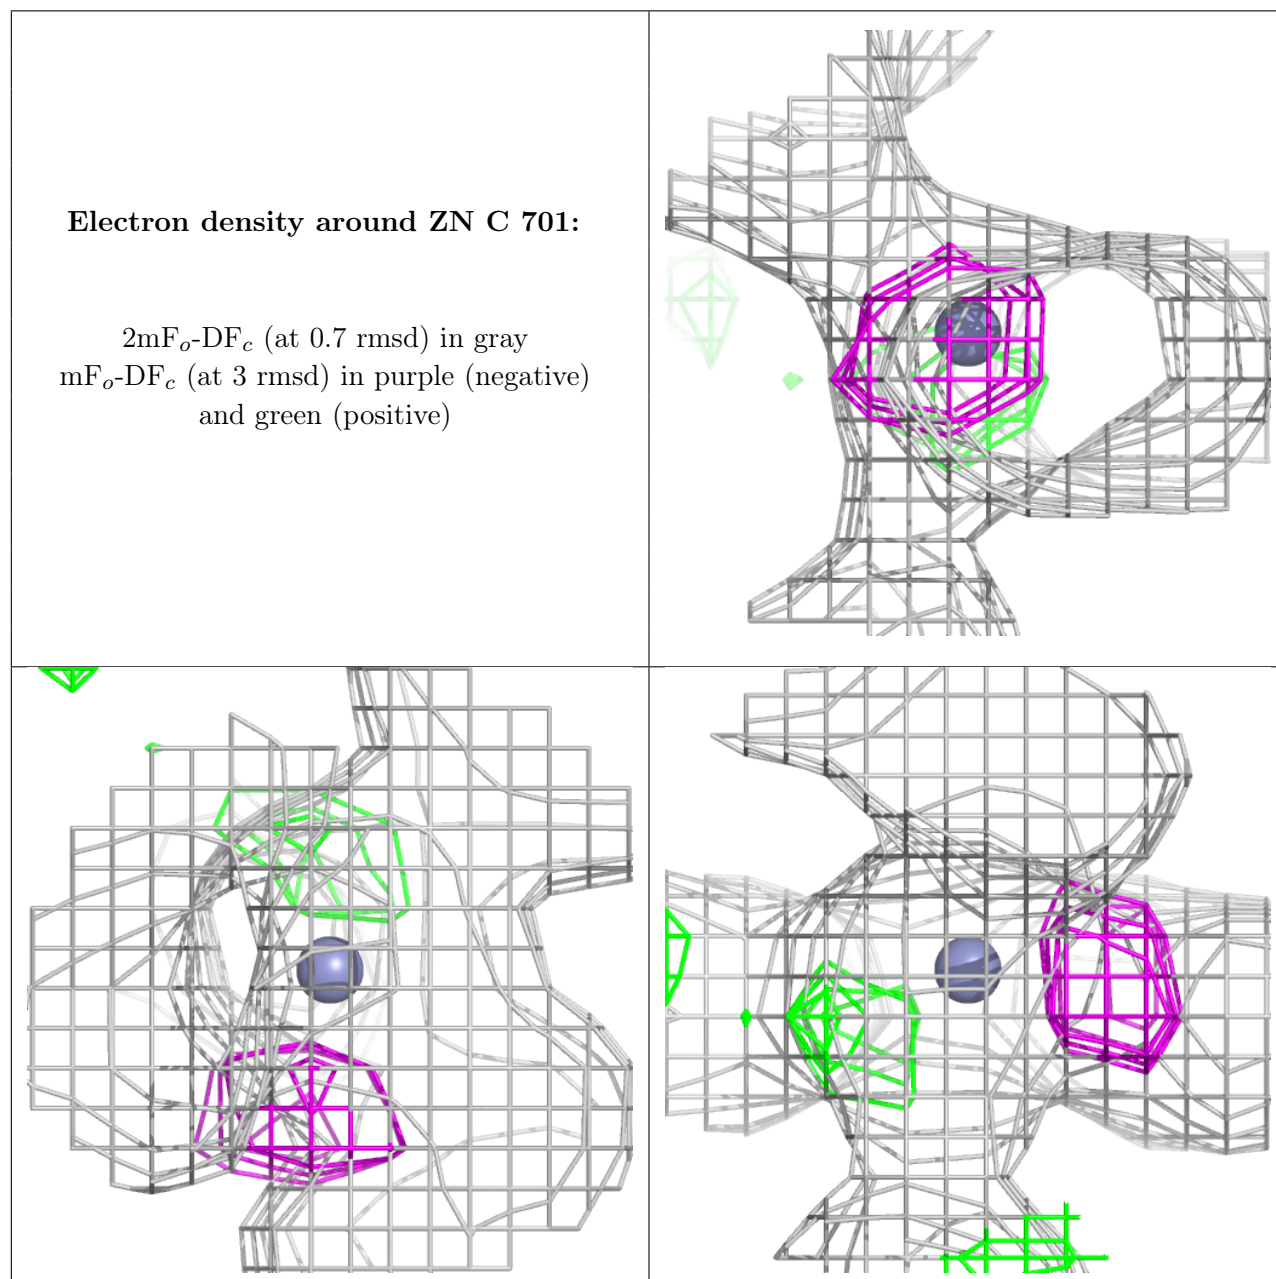 Electron density around ZN C 701:
2mFo-DFc (at 0.7 rmsd) in gray
mFo-DFc (at 3 rmsd) in purple (negative)
and green (positive)